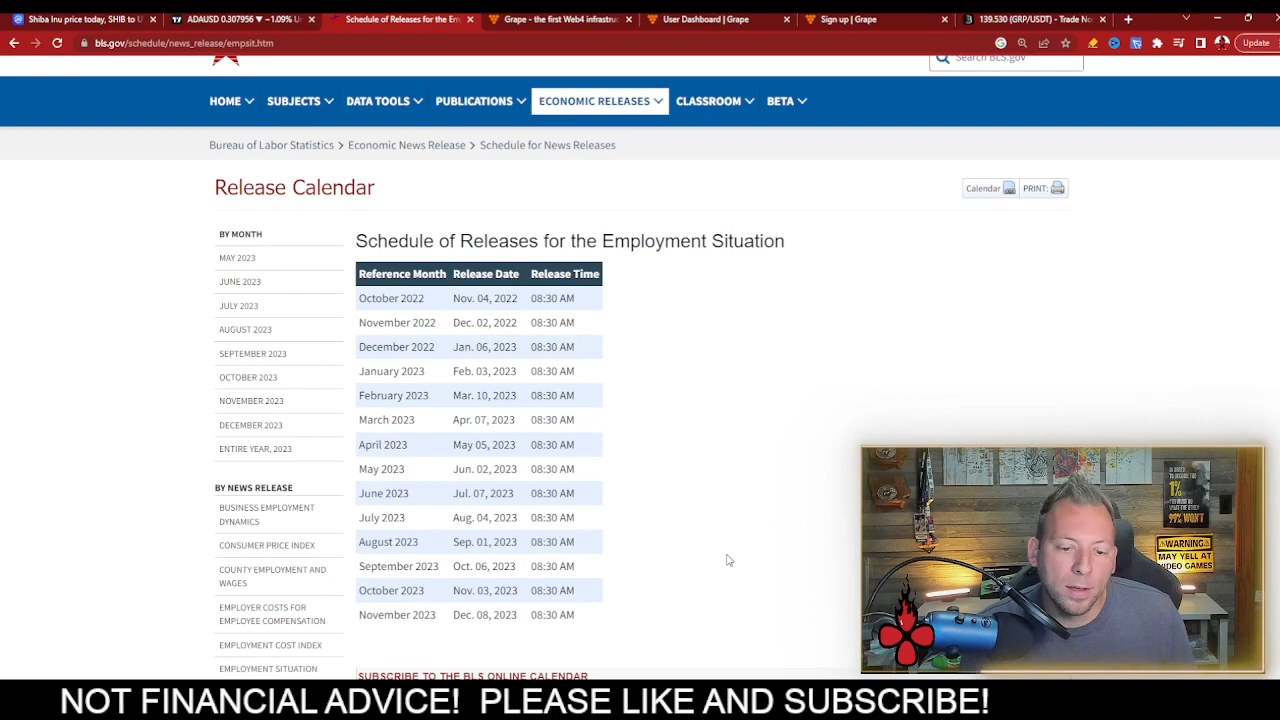 Shiba Inu price today, SHIB to U
ADAUSD 0.307956 ▼ −1.09% Un
Schedule of Releases for the Em
Grape - the first Web4 infrastruc
User Dashboard | Grape
Sign up | Grape
139.530 (GRP/USDT) - Trade No
bls.gov/schedule/news_release/empsit.htm
Update
Search BLS.gov
HOME SUBJECTS DATA TOOLS PUBLICATIONS ECONOMIC RELEASES CLASSROOM BETA
Bureau of Labor Statistics > Economic News Release > Schedule for News Releases
Release Calendar
Calendar PRINT:
BY MONTH
MAY 2023
JUNE 2023
JULY 2023
AUGUST 2023
SEPTEMBER 2023
OCTOBER 2023
NOVEMBER 2023
DECEMBER 2023
ENTIRE YEAR, 2023
BY NEWS RELEASE
BUSINESS EMPLOYMENT
DYNAMICS
CONSUMER PRICE INDEX
COUNTY EMPLOYMENT AND
WAGES
EMPLOYER COSTS FOR
EMPLOYEE COMPENSATION
EMPLOYMENT COST INDEX
EMPLOYMENT SITUATION
Schedule of Releases for the Employment Situation
Reference Month Release Date Release Time
October 2022 Nov. 04, 2022 08:30 AM
November 2022 Dec. 02, 2022 08:30 AM
December 2022 Jan. 06, 2023 08:30 AM
January 2023 Feb. 03, 2023 08:30 AM
February 2023 Mar. 10, 2023 08:30 AM
March 2023 Apr. 07, 2023 08:30 AM
April 2023 May 05, 2023 08:30 AM
May 2023 Jun. 02, 2023 08:30 AM
June 2023 Jul. 07, 2023 08:30 AM
July 2023 Aug. 04, 2023 08:30 AM
August 2023 Sep. 01, 2023 08:30 AM
September 2023 Oct. 06, 2023 08:30 AM
October 2023 Nov. 03, 2023 08:30 AM
November 2023 Dec. 08, 2023 08:30 AM
SUBSCRIBE TO THE BLS ONLINE CALENDAR
1%
99% WON'T
WARNING
MAY YELL AT
VIDEO GAMES
NOT FINANCIAL ADVICE! PLEASE LIKE AND SUBSCRIBE!